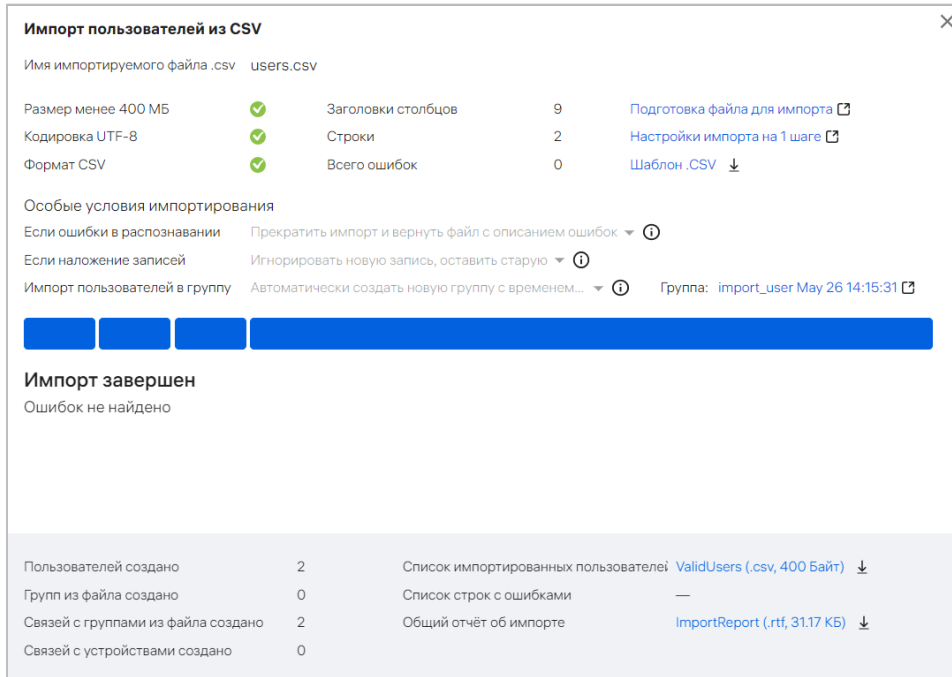 Импорт пользователей из CSV
Имя импортируемого файла .csv users.csv
Размер менее 400 МБ Заголовки столбцов 9 Подготовка файла для импорта
Кодировка UTF-8 Строки 2 Настройки импорта на 1 шаге
Формат CSV Всего ошибок 0 Шаблон .CSV
Особые условия импортирования
Если ошибки в распознавании Прекратить импорт и вернуть файл с описанием ошибок
Если наложение записей Игнорировать новую запись, оставить старую
Импорт пользователей в группу Автоматически создать новую группу с временем... Группа: import_user May 26 14:15:31
Импорт завершен
Ошибок не найдено
Пользователей создано 2 Список импортированных пользователей ValidUsers (.csv, 400 Байт)
Групп из файла создано 0 Список строк с ошибками —
Связей с группами из файла создано 2 Общий отчёт об импорте ImportReport (.rtf, 31.17 КБ)
Связей с устройствами создано 0